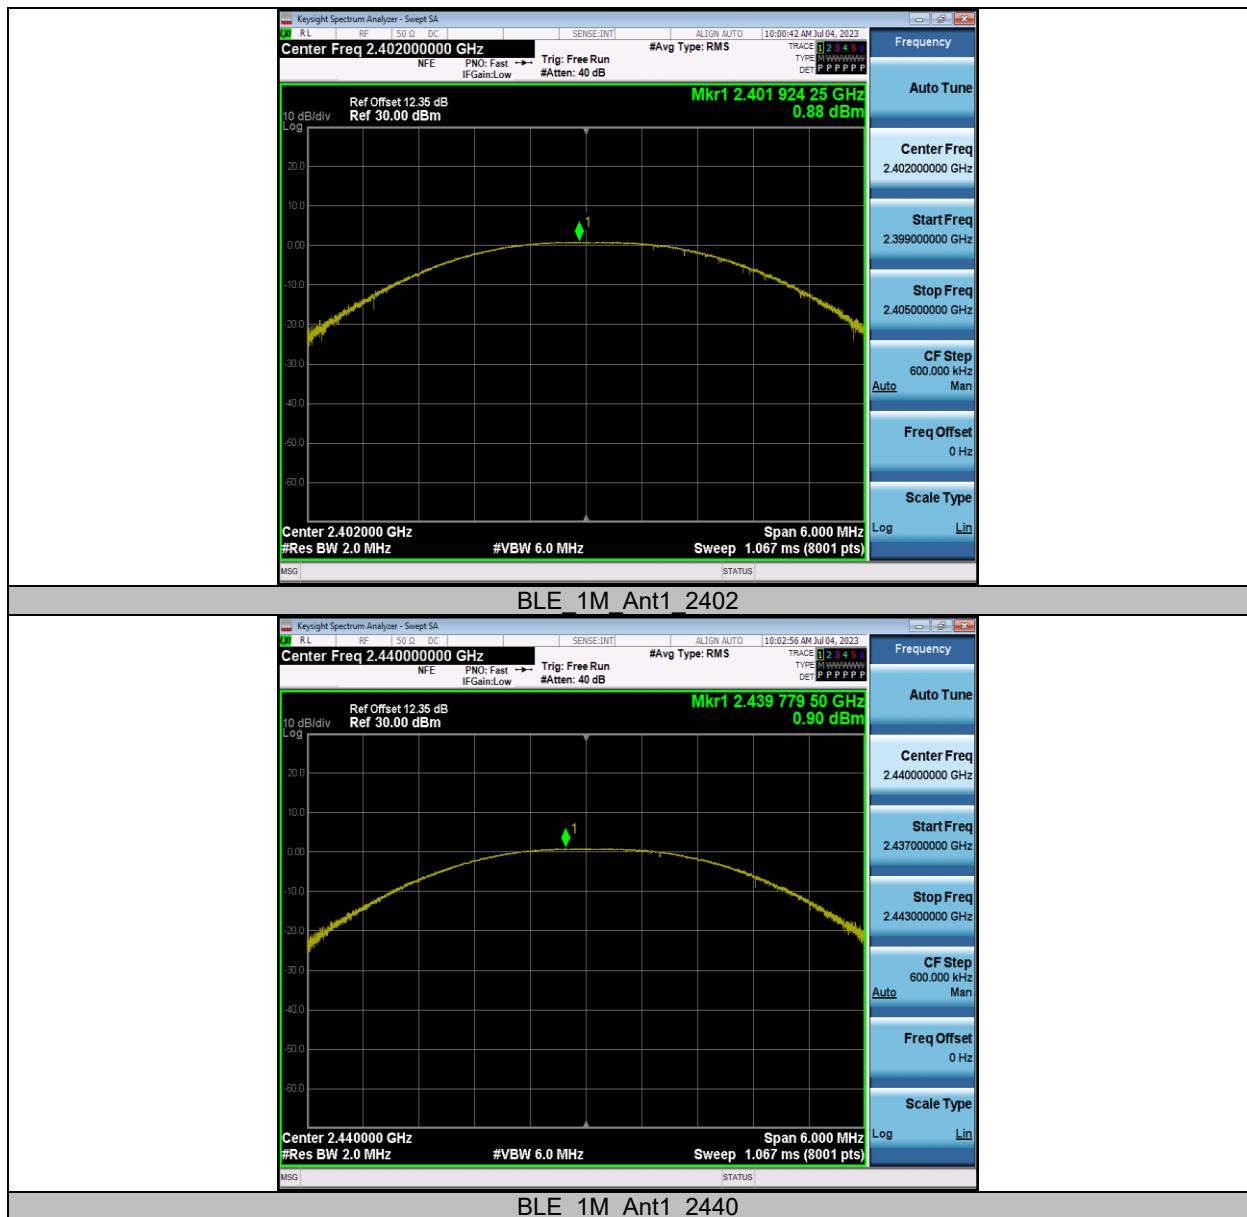 Keysight Spectrum Analyzer - Swept SA
RL RF 50 Ω DC SENSE:INT ALIGN AUTO 10:00:42 AM Jul 04, 2023
Center Freq 2.402000000 GHz #Avg Type: RMS TRACE 1 2 3 4 5 6
NFE PNO: Fast Trig: Free Run TYPE M W W W W W
IFGain:Low #Atten: 40 dB DET P P P P P P
Mkr1 2.401 924 25 GHz
0.88 dBm
Ref Offset 12.35 dB
10 dB/div Ref 30.00 dBm
Log
20.0
10.0
1
0.00
-10.0
-20.0
-30.0
-40.0
-50.0
-60.0
Center 2.402000 GHz Span 6.000 MHz
#Res BW 2.0 MHz #VBW 6.0 MHz Sweep 1.067 ms (8001 pts)
MSG STATUS
Frequency
Auto Tune
Center Freq
2.402000000 GHz
Start Freq
2.399000000 GHz
Stop Freq
2.405000000 GHz
CF Step
600.000 kHz
Auto Man
Freq Offset
0 Hz
Scale Type
Log Lin
BLE_1M_Ant1_2402
Keysight Spectrum Analyzer - Swept SA
RL RF 50 Ω DC SENSE:INT ALIGN AUTO 10:02:56 AM Jul 04, 2023
Center Freq 2.440000000 GHz #Avg Type: RMS TRACE 1 2 3 4 5 6
NFE PNO: Fast Trig: Free Run TYPE M W W W W W
IFGain:Low #Atten: 40 dB DET P P P P P P
Mkr1 2.439 779 50 GHz
0.90 dBm
Ref Offset 12.35 dB
10 dB/div Ref 30.00 dBm
Log
20.0
10.0
1
0.00
-10.0
-20.0
-30.0
-40.0
-50.0
-60.0
Center 2.440000 GHz Span 6.000 MHz
#Res BW 2.0 MHz #VBW 6.0 MHz Sweep 1.067 ms (8001 pts)
MSG STATUS
Frequency
Auto Tune
Center Freq
2.440000000 GHz
Start Freq
2.437000000 GHz
Stop Freq
2.443000000 GHz
CF Step
600.000 kHz
Auto Man
Freq Offset
0 Hz
Scale Type
Log Lin
BLE_1M_Ant1_2440